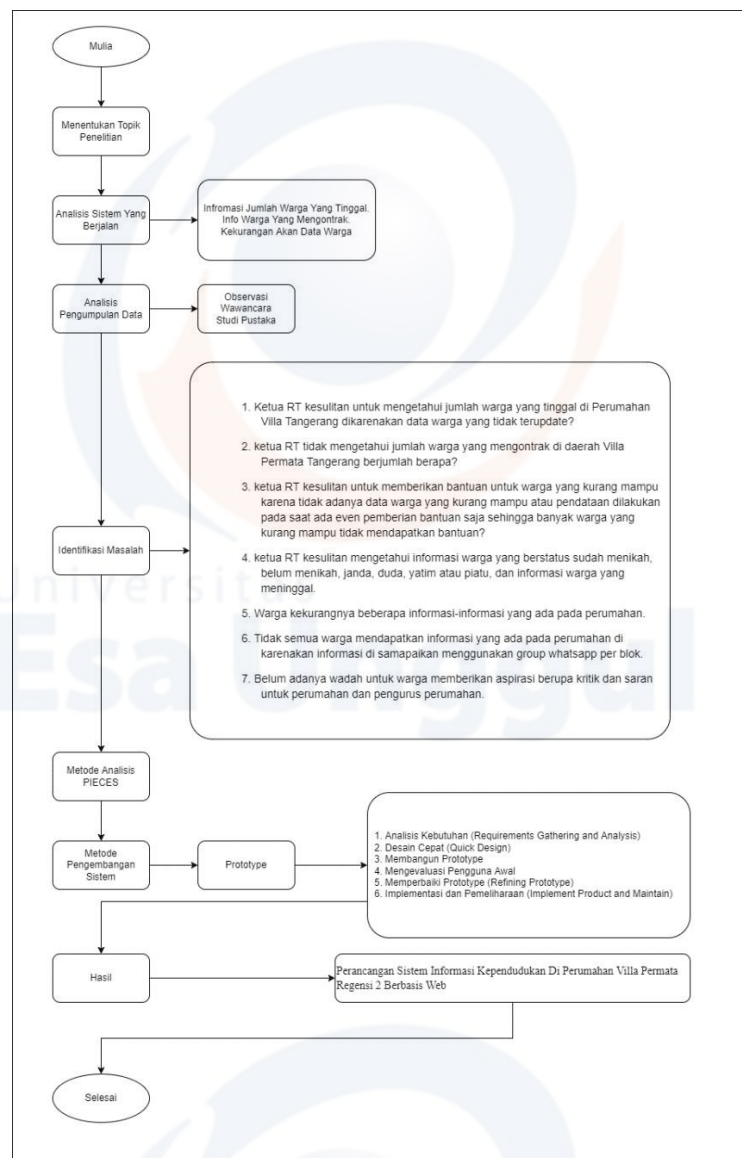 Mulia
Menentukan Topik
Penelitian
Analisis Sistem Yang
Berjalan
Infromasi Jumlah Warga Yang Tinggal.
Info Warga Yang Mengontrak.
Kekurangan Akan Data Warga
Analisis
Pengumpulan Data
Observasi
Wawancara
Studi Pustaka
Identifikasi Masalah
1. Ketua RT kesulitan untuk mengetahui jumlah warga yang tinggal di Perumahan
Villa Tangerang dikarenakan data warga yang tidak terupdate?
2. ketua RT tidak mengetahui jumlah warga yang mengontrak di daerah Villa
Permata Tangerang berjumlah berapa?
3. ketua RT kesulitan untuk memberikan bantuan untuk warga yang kurang mampu
karena tidak adanya data warga yang kurang mampu atau pendataan dilakukan
pada saat ada even pemberian bantuan saja sehingga banyak warga yang
kurang mampu tidak mendapatkan bantuan?
4. ketua RT kesulitan mengetahui informasi warga yang berstatus sudah menikah,
belum menikah, janda, duda, yatim atau piatu, dan informasi warga yang
meninggal.
5. Warga kekurangnya beberapa informasi-informasi yang ada pada perumahan.
6. Tidak semua warga mendapatkan informasi yang ada pada perumahan di
karenakan informasi di samapaikan menggunakan group whatsapp per blok.
7. Belum adanya wadah untuk warga memberikan aspirasi berupa kritik dan saran
untuk perumahan dan pengurus perumahan.
Universitas
Esa Unggul
Metode Analisis
PIECES
Metode
Pengembangan
Sistem
Prototype
1. Analisis Kebutuhan (Requirements Gathering and Analysis)
2. Desain Cepat (Quick Design)
3. Membangun Prototype
4. Mengevaluasi Pengguna Awal
5. Memperbaiki Prototype (Refining Prototype)
6. Implementasi dan Pemeliharaan (Implement Product and Maintain)
Hasil
Perancangan Sistem Informasi Kependudukan Di Perumahan Villa Permata
Regensi 2 Berbasis Web
Selesai